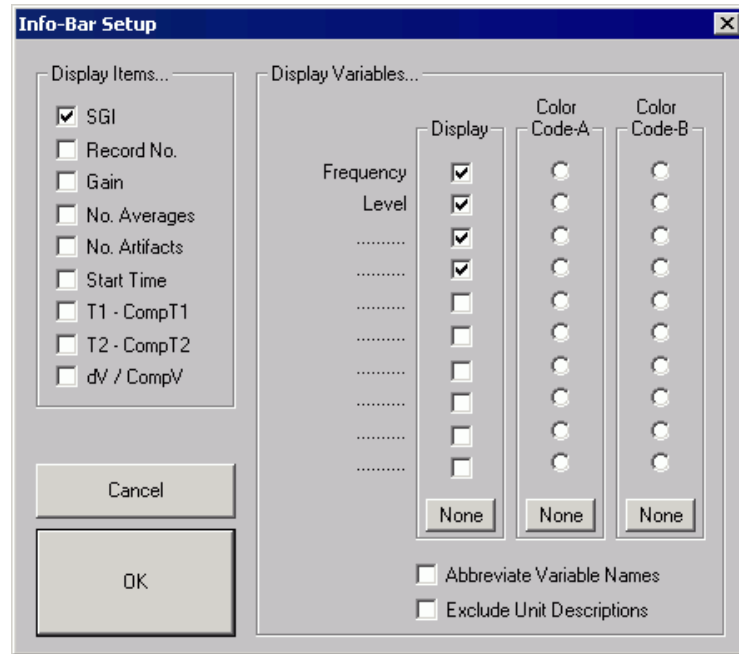 Info-Bar Setup
Display Items...
SGI
Record No.
Gain
No. Averages
No. Artifacts
Start Time
T1 - CompT1
T2 - CompT2
dV / CompV
Cancel
OK
Display Variables...
Display
Color
Code-A
Color
Code-B
Frequency
Level
..........
..........
..........
..........
..........
..........
..........
..........
None
None
None
Abbreviate Variable Names
Exclude Unit Descriptions